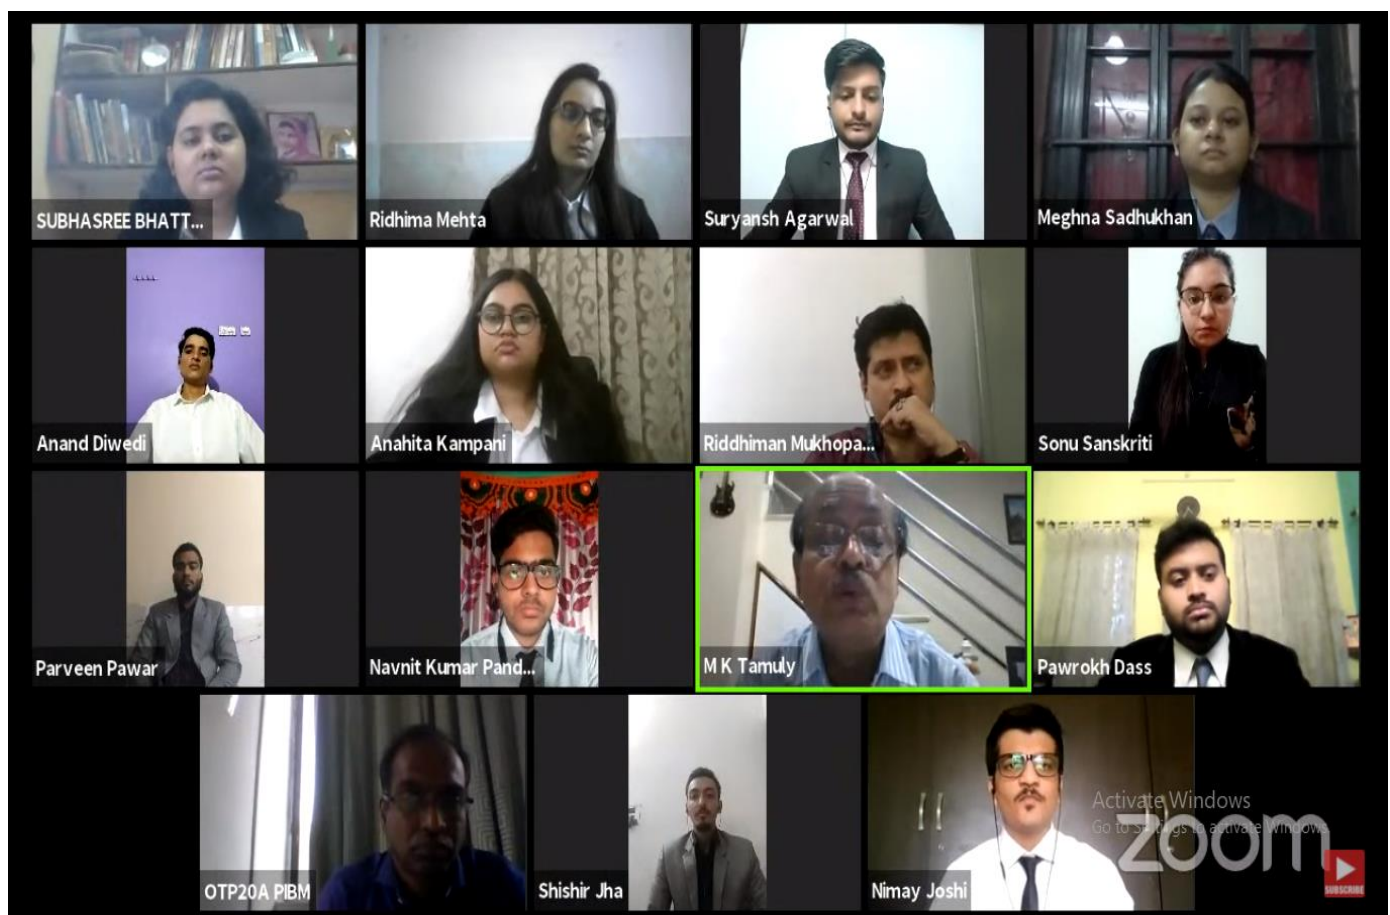 SUBHASREE BHATT...
Ridhima Mehta
Suryansh Agarwal
Meghna Sadhukhan
Anand Diwedi
Anahita Kampani
Riddhiman Mukhopa...
Sonu Sanskriti
Parveen Pawar
Navnit Kumar Pand...
M K Tamuly
Pawrokh Dass
OTP20A PIBM
Shishir Jha
Nimay Joshi
Activate Windows
Go to Settings to activate Windows.
zoom
SUBSCRIBE